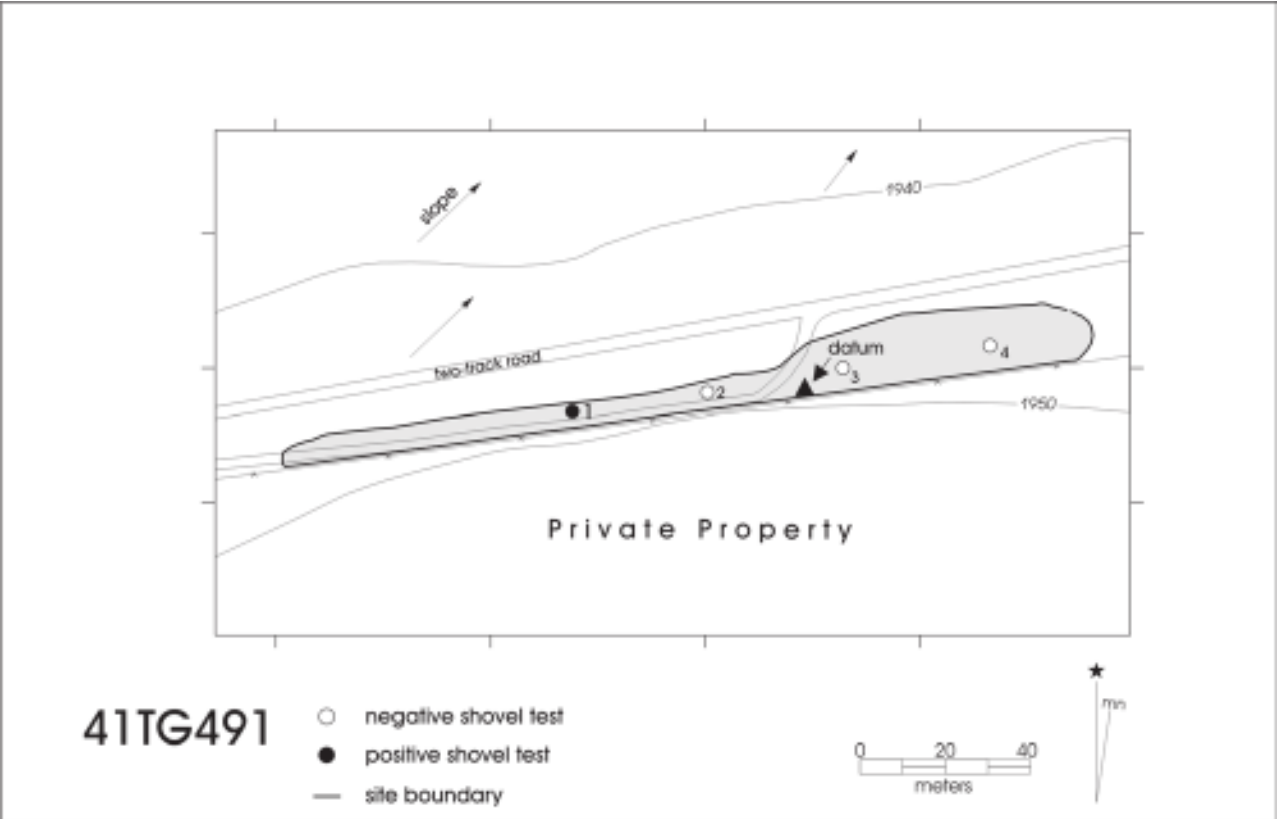 slope
1940
two-track road
datum
1
2
3
4
1950
Private Property
41TG491
negative shovel test
positive shovel test
site boundary
0 20 40
meters
mn